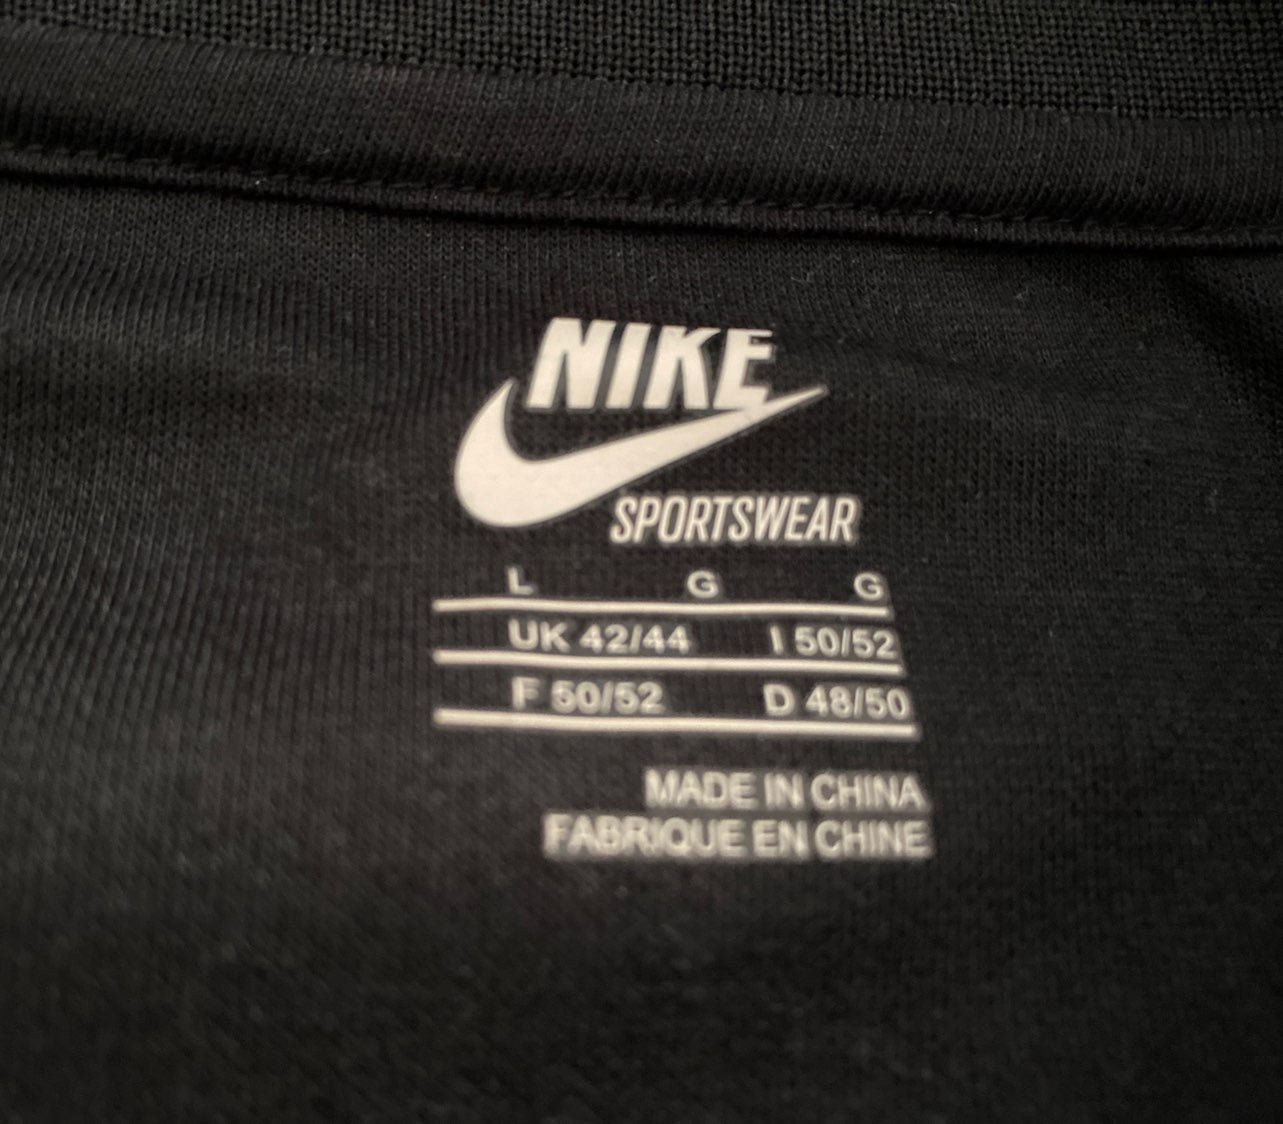 NIKE
SPORTSWEAR
L G G
UK 42/44 I 50/52
F 50/52 D 48/50
MADE IN CHINA
FABRIQUE EN CHINE